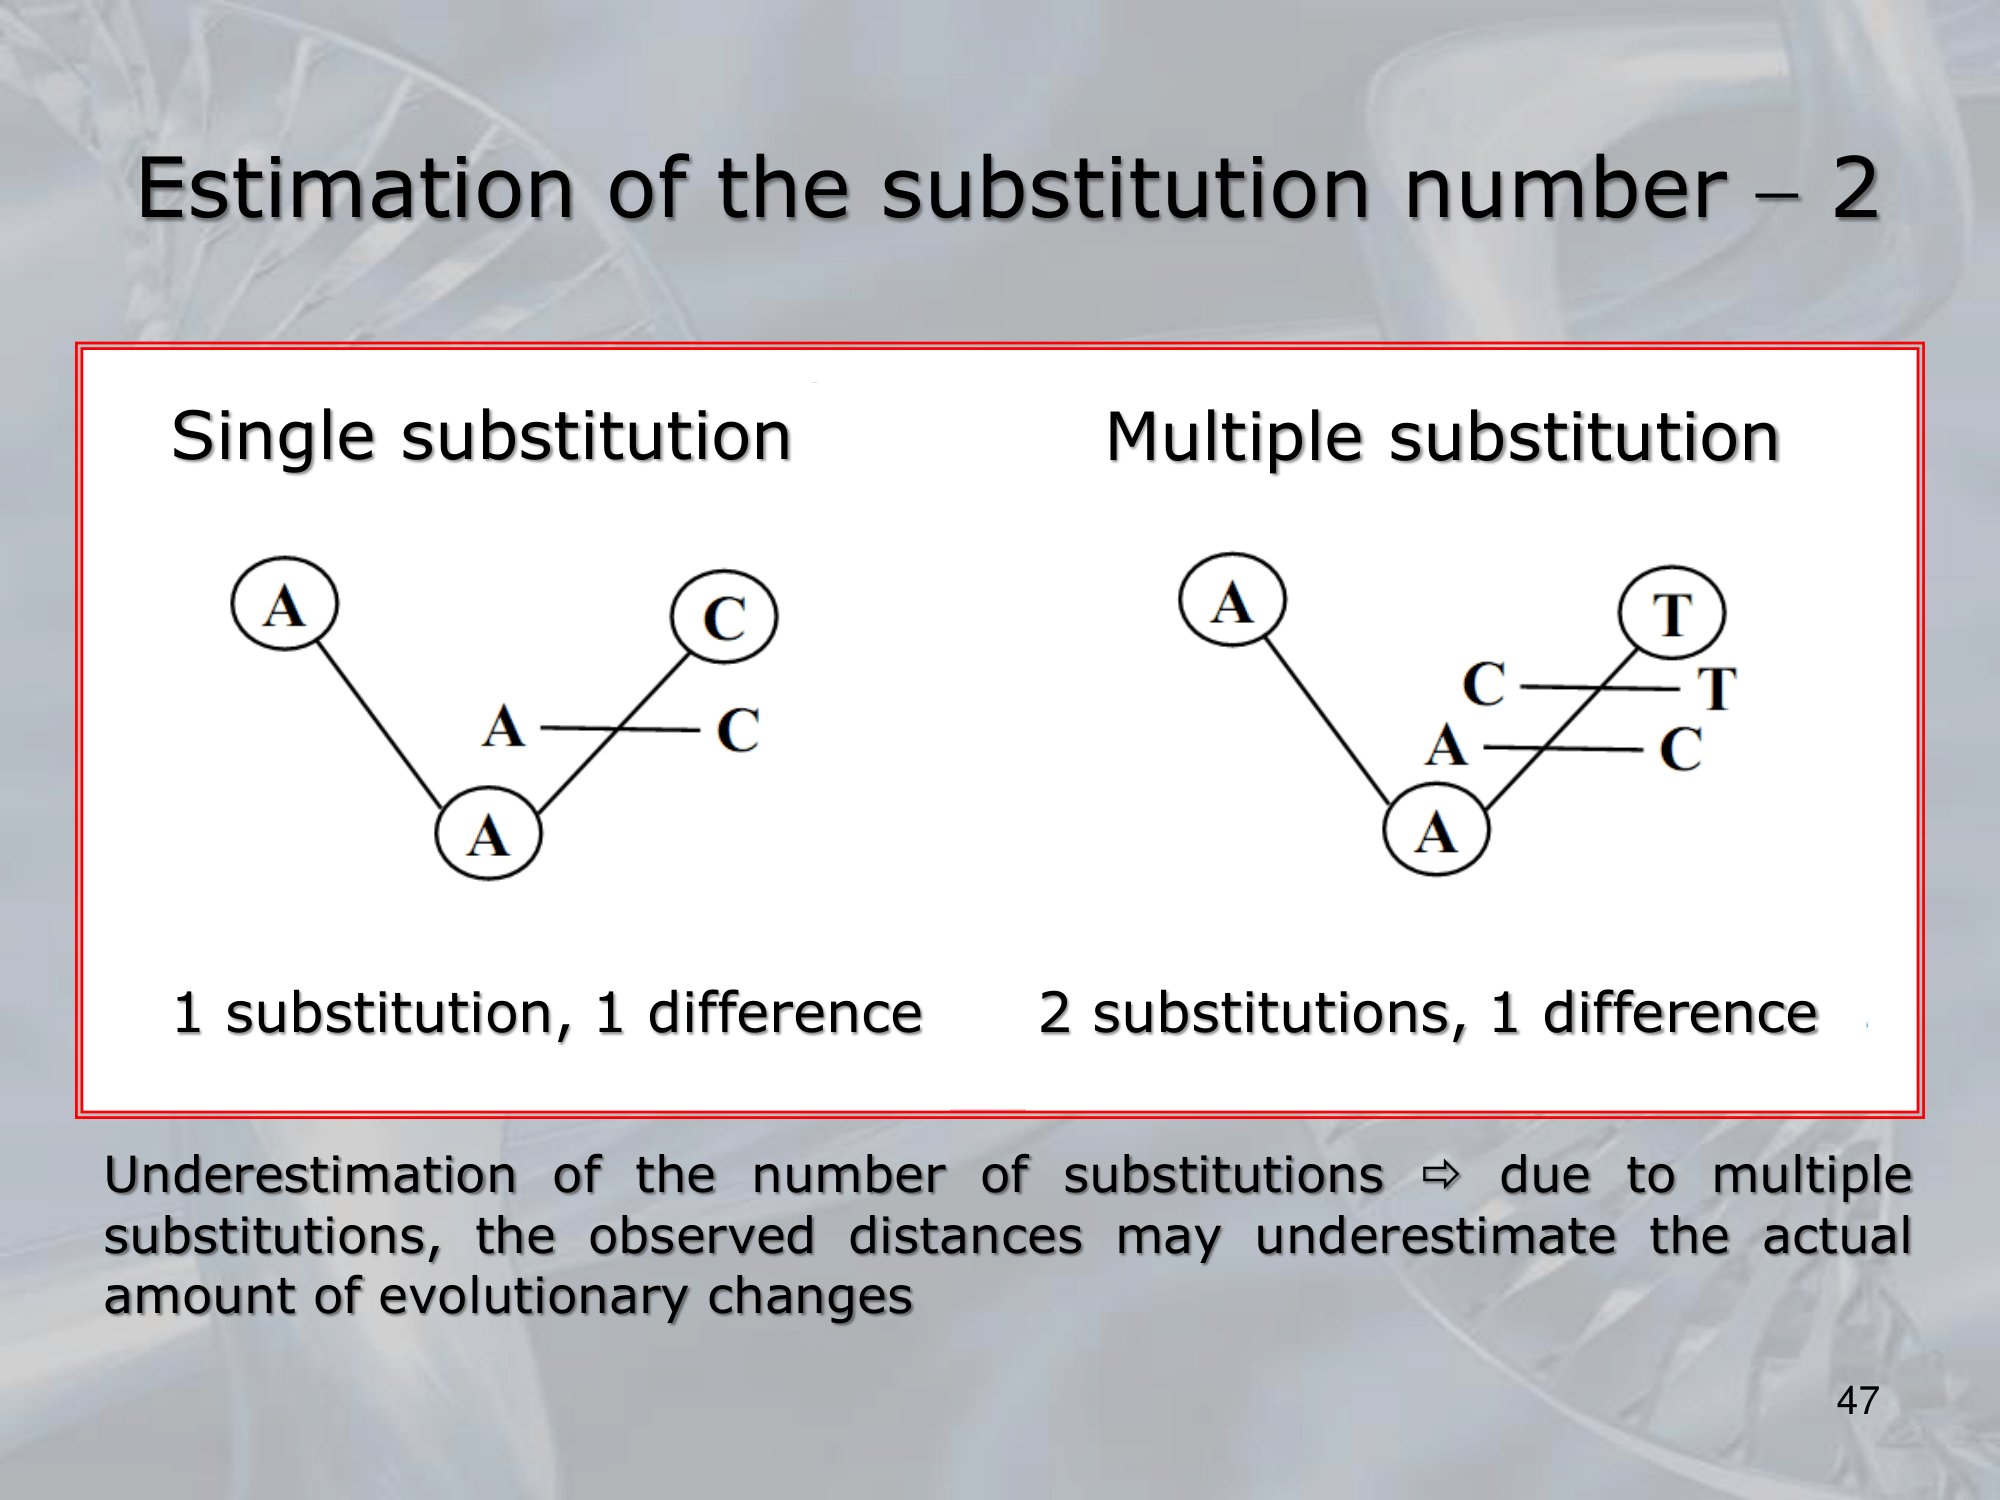 Estimation of the substitution number – 2
Single substitution
Multiple substitution
A
C
A C
A
A
T
C T
A C
A
1 substitution, 1 difference
2 substitutions, 1 difference
Underestimation of the number of substitutions ⇨ due to multiple
substitutions, the observed distances may underestimate the actual
amount of evolutionary changes
47